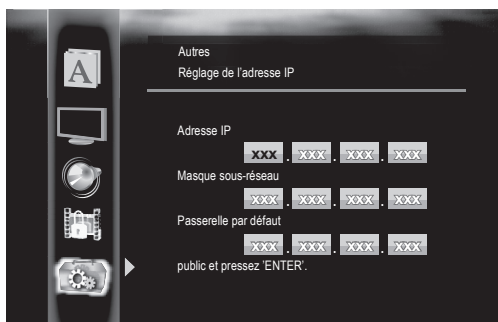 A
Autres
Réglage de l'adresse IP
Adresse IP
xxx . xxx . xxx . xxx
Masque sous-réseau
xxx . xxx . xxx . xxx
Passerelle par défaut
xxx . xxx . xxx . xxx
public et pressez 'ENTER'.